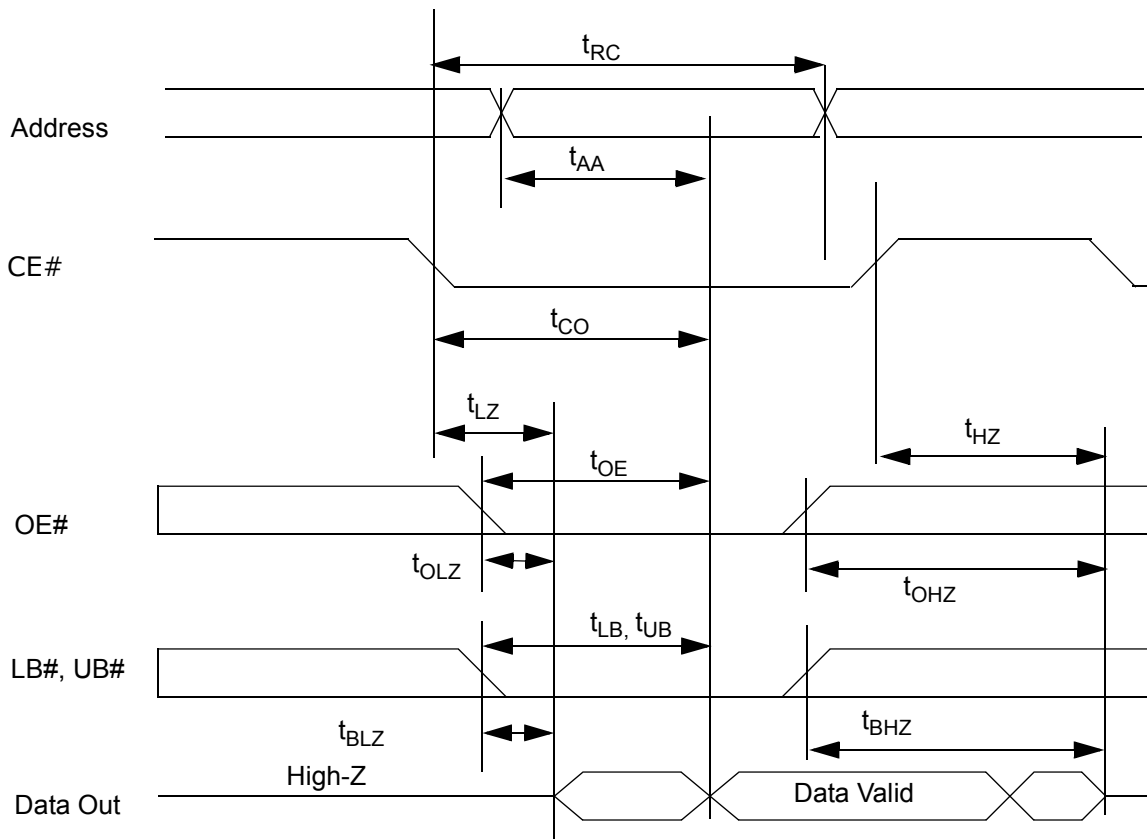 tRC
Address
tAA
CE#
tCO
tLZ
tHZ
tOE
OE#
tOLZ
tOHZ
tLB, tUB
LB#, UB#
tBLZ
tBHZ
High-Z
Data Valid
Data Out